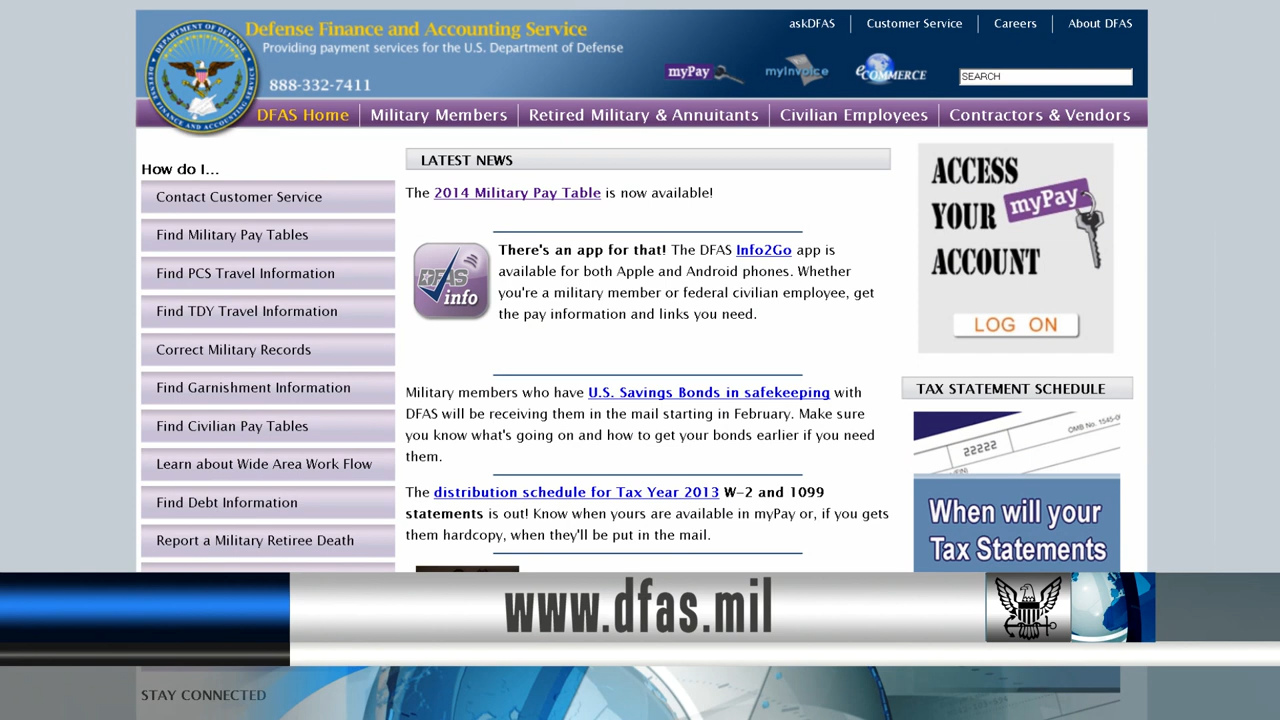 Defense Finance and Accounting Service
Providing payment services for the U.S. Department of Defense
888-332-7411
askDFAS
Customer Service
Careers
About DFAS
myPay
myInvoice
eCOMMERCE
SEARCH
DFAS Home
Military Members
Retired Military & Annuitants
Civilian Employees
Contractors & Vendors
How do I...
Contact Customer Service
Find Military Pay Tables
Find PCS Travel Information
Find TDY Travel Information
Correct Military Records
Find Garnishment Information
Find Civilian Pay Tables
Learn about Wide Area Work Flow
Find Debt Information
Report a Military Retiree Death
LATEST NEWS
The 2014 Military Pay Table is now available!
DFAS
info
There's an app for that! The DFAS Info2Go app is
available for both Apple and Android phones. Whether
you're a military member or federal civilian employee, get
the pay information and links you need.
Military members who have U.S. Savings Bonds in safekeeping with
DFAS will be receiving them in the mail starting in February. Make sure
you know what's going on and how to get your bonds earlier if you need
them.
The distribution schedule for Tax Year 2013 W-2 and 1099
statements is out! Know when yours are available in myPay or, if you gets
them hardcopy, when they'll be put in the mail.
ACCESS
YOUR myPay
ACCOUNT
LOG ON
TAX STATEMENT SCHEDULE
22222
OMB No. 1545-0
When will your
Tax Statements
www.dfas.mil
STAY CONNECTED